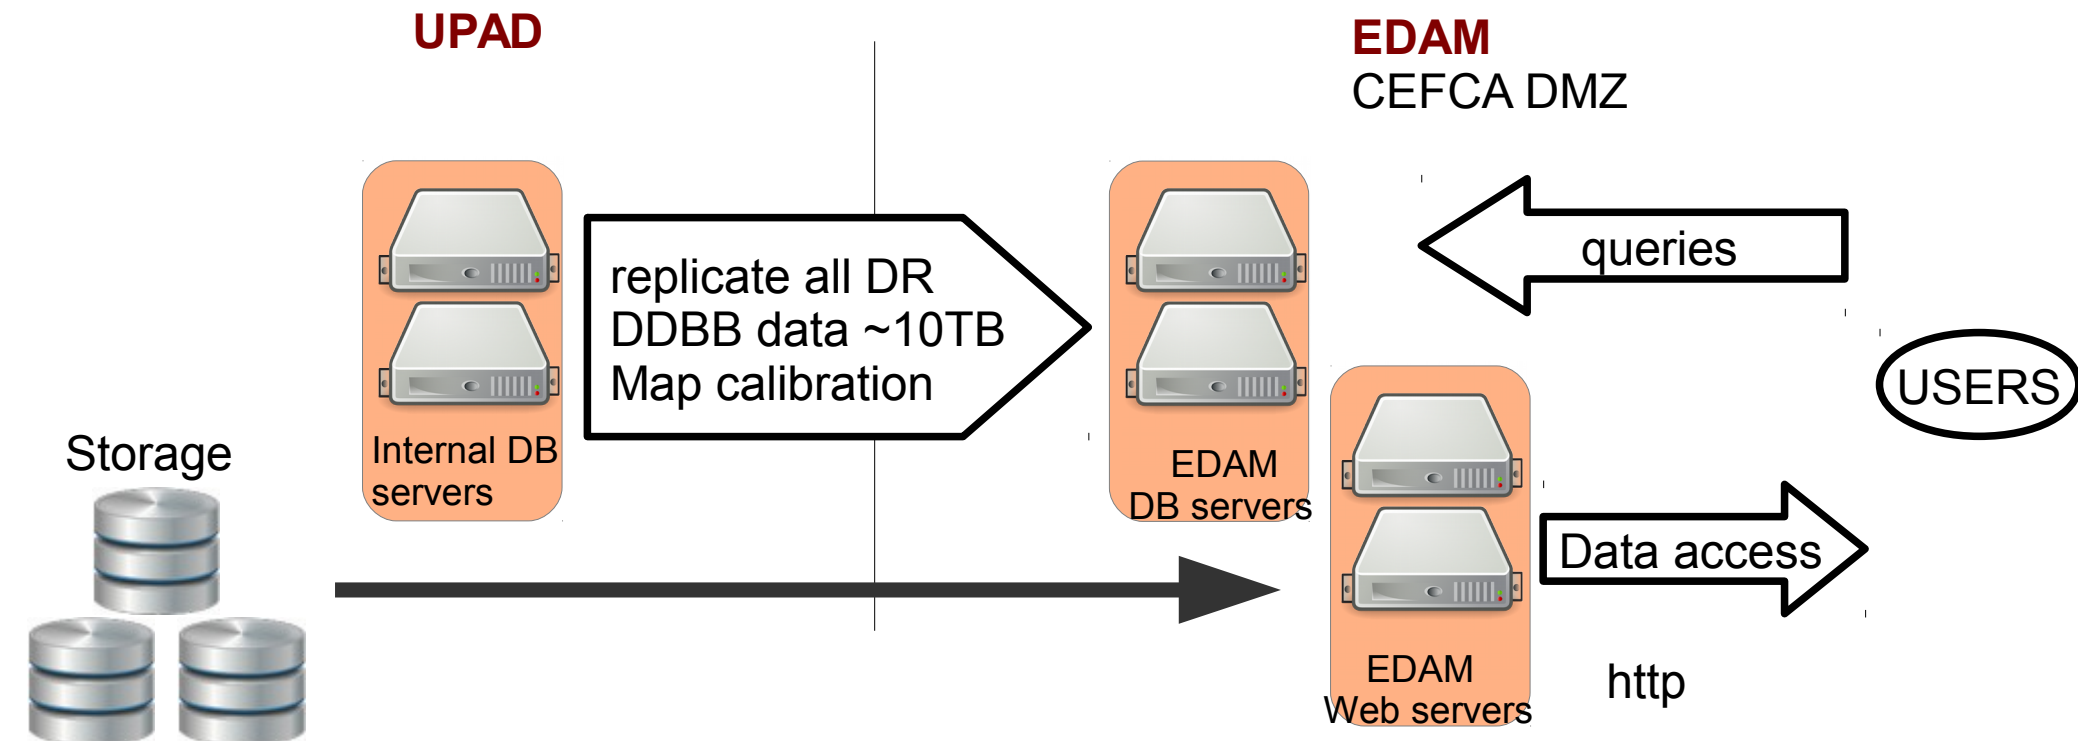 UPAD
EDAM
CEFCA DMZ
replicate all DR
DDBB data ~10TB
Map calibration
queries
USERS
Storage
Internal DB
servers
EDAM
DB servers
Data access
EDAM
Web servers
http